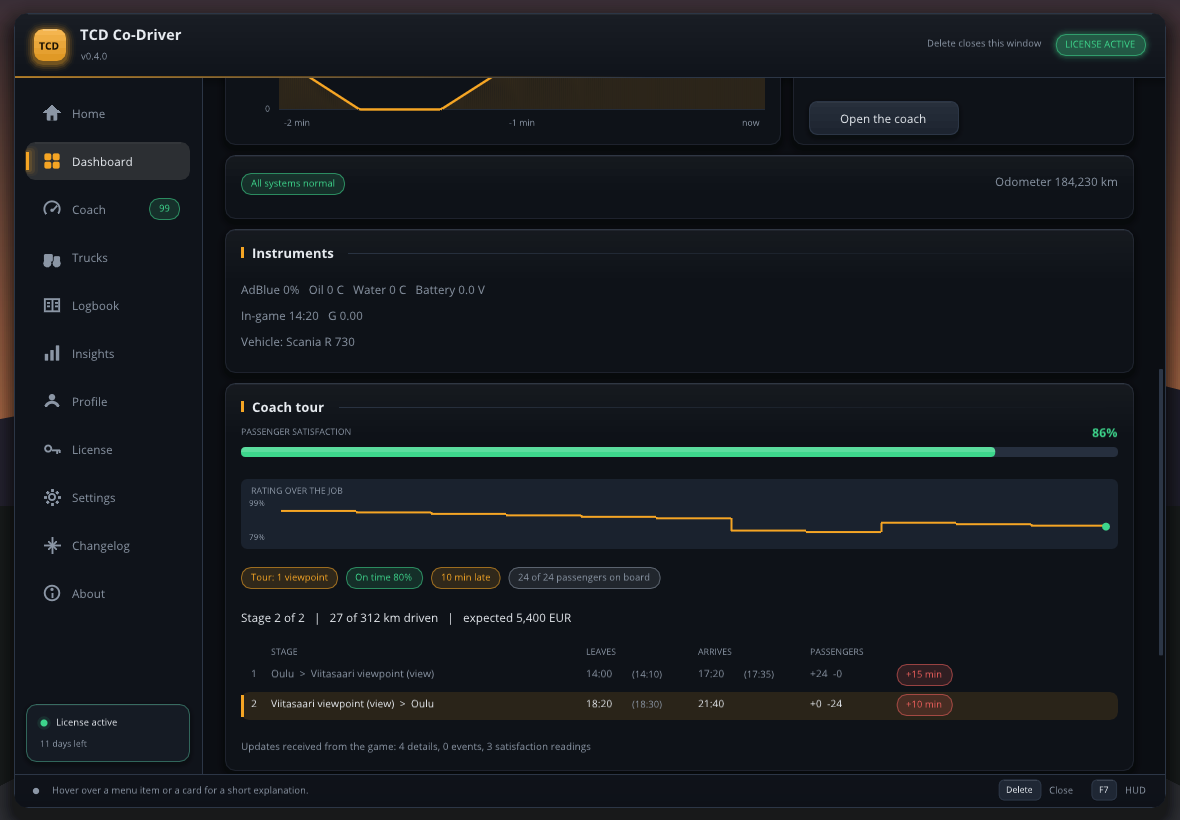 TCD
TCD Co-Driver
v0.4.0
Delete closes this window
LICENSE ACTIVE
Home
Dashboard
Coach
99
Trucks
Logbook
Insights
Profile
License
Settings
Changelog
About
License active
11 days left
0
-2 min
-1 min
now
Open the coach
All systems normal
Odometer 184,230 km
Instruments
AdBlue 0% Oil 0 C Water 0 C Battery 0.0 V
In-game 14:20 G 0.00
Vehicle: Scania R 730
Coach tour
PASSENGER SATISFACTION
86%
RATING OVER THE JOB
99%
79%
Tour: 1 viewpoint
On time 80%
10 min late
24 of 24 passengers on board
Stage 2 of 2 | 27 of 312 km driven | expected 5,400 EUR
STAGE LEAVES ARRIVES PASSENGERS
1 Oulu > Viitasaari viewpoint (view) 14:00 (14:10) 17:20 (17:35) +24 -0 +15 min
2 Viitasaari viewpoint (view) > Oulu 18:20 (18:30) 21:40 +0 -24 +10 min
Updates received from the game: 4 details, 0 events, 3 satisfaction readings
Hover over a menu item or a card for a short explanation.
Delete Close F7 HUD